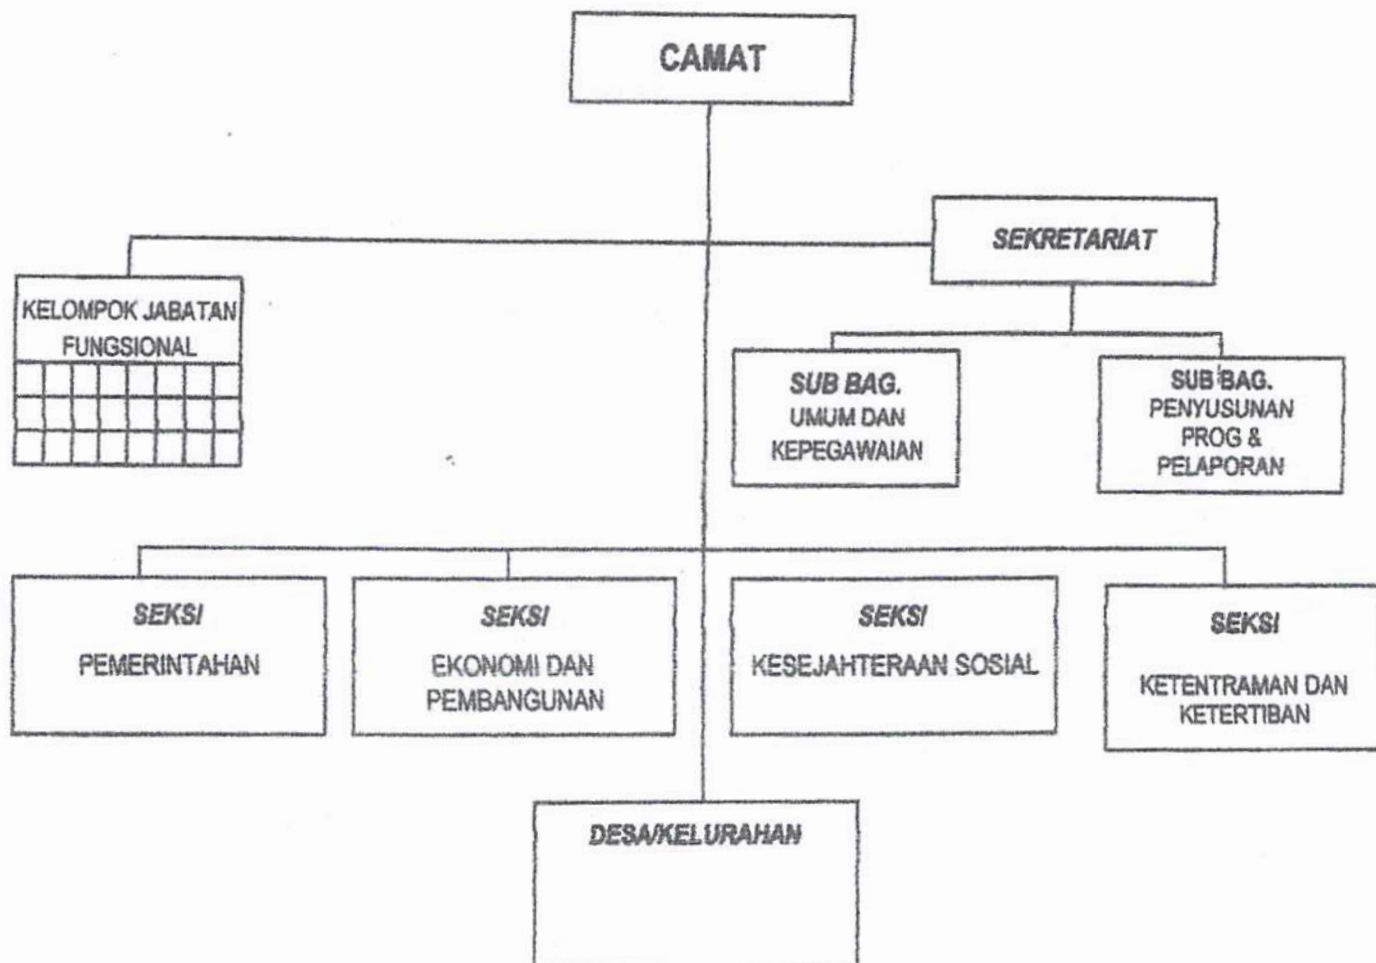 CAMAT
SEKRETARIAT
KELOMPOK JABATAN
FUNGSIONAL
SUB BAG.
UMUM DAN
KEPEGAWAIAN
SUB BAG.
PENYUSUNAN
PROG &
PELAPORAN
SEKSI
PEMERINTAHAN
SEKSI
EKONOMI DAN
PEMBANGUNAN
SEKSI
KESEJAHTERAAN SOSIAL
SEKSI
KETENTRAMAN DAN
KETERTIBAN
DESA/KELURAHAN